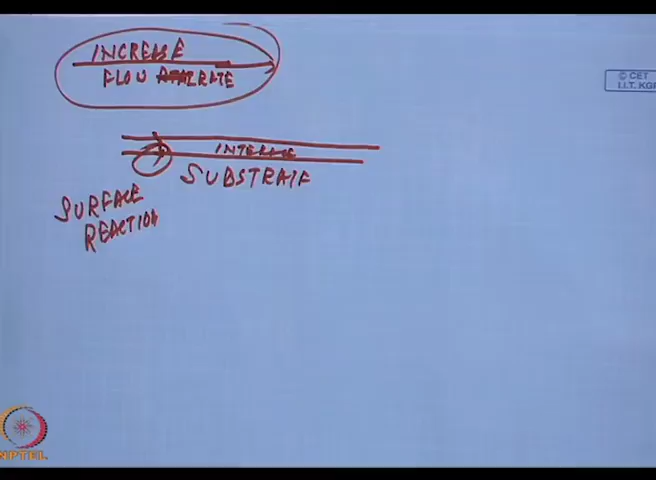 INCREASE
FLOW RATE
© CET
I.I.T. KGP
INTERFACE
SUBSTRATE
SURFACE
REACTION
NPTEL